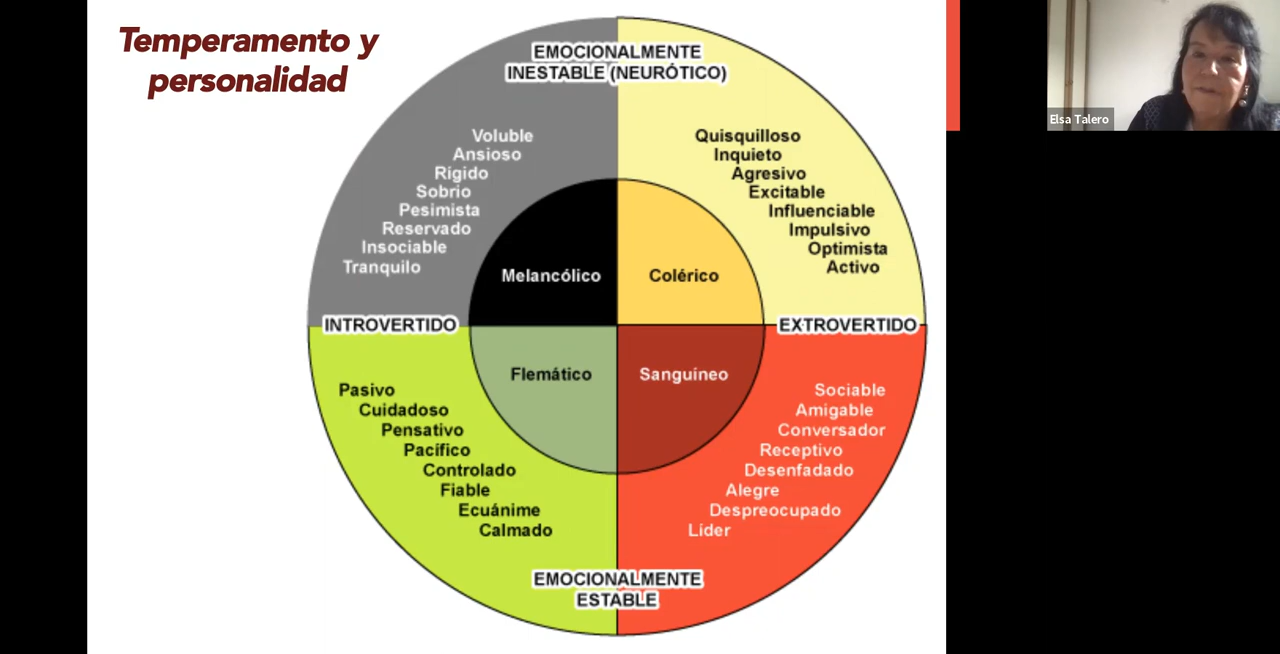 Temperamento y
personalidad
EMOCIONALMENTE
INESTABLE (NEURÓTICO)
Voluble
Ansioso
Rígido
Sobrio
Pesimista
Reservado
Insociable
Tranquilo
Quisquilloso
Inquieto
Agresivo
Excitable
Influenciable
Impulsivo
Optimista
Activo
Melancólico
Colérico
INTROVERTIDO
EXTROVERTIDO
Flemático
Sanguíneo
Pasivo
Cuidadoso
Pensativo
Pacífico
Controlado
Fiable
Ecuánime
Calmado
Sociable
Amigable
Conversador
Receptivo
Desenfadado
Alegre
Despreocupado
Líder
EMOCIONALMENTE
ESTABLE
Elsa Talero